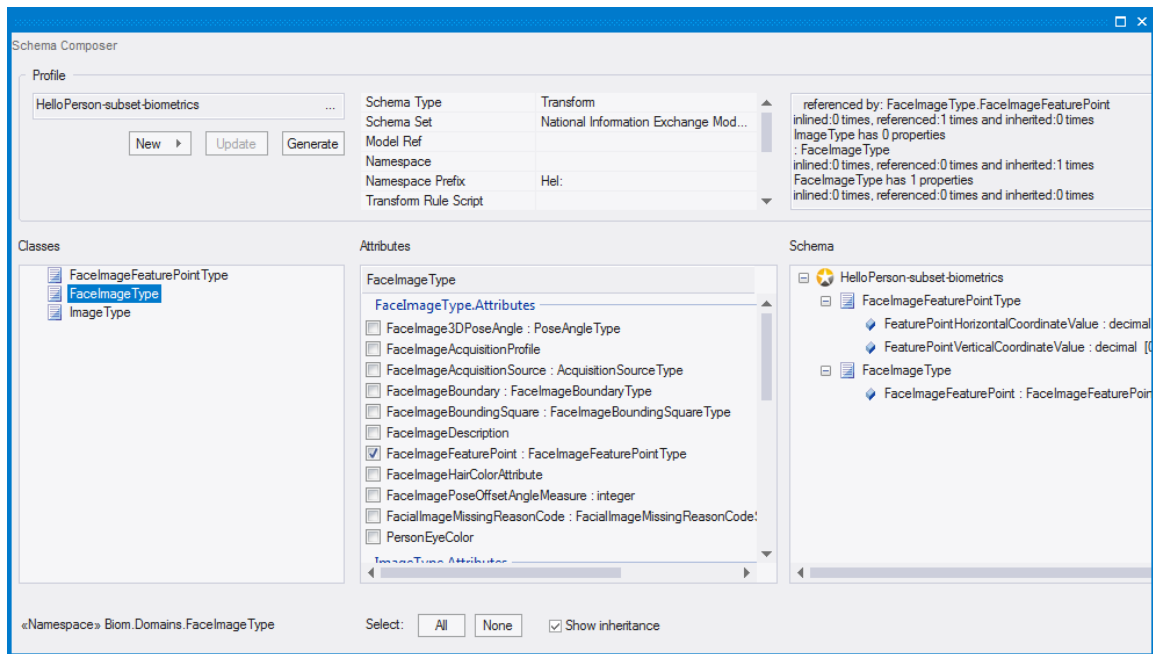 Schema Composer
Profile
HelloPerson-subset-biometrics ...
New Update Generate
Schema Type Transform
Schema Set National Information Exchange Mod...
Model Ref
Namespace
Namespace Prefix Hel:
Transform Rule Script
referenced by: FaceImageType.FaceImageFeaturePoint
inlined:0 times, referenced:1 times and inherited:0 times
ImageType has 0 properties
: FaceImageType
inlined:0 times, referenced:0 times and inherited:1 times
FaceImageType has 1 properties
inlined:0 times, referenced:0 times and inherited:0 times
Classes
FaceImageFeaturePointType
FaceImageType
ImageType
Attributes
FaceImageType
FaceImageType.Attributes
FaceImage3DPoseAngle : PoseAngleType
FaceImageAcquisitionProfile
FaceImageAcquisitionSource : AcquisitionSourceType
FaceImageBoundary : FaceImageBoundaryType
FaceImageBoundingSquare : FaceImageBoundingSquareType
FaceImageDescription
FaceImageFeaturePoint : FaceImageFeaturePointType
FaceImageHairColorAttribute
FaceImagePoseOffsetAngleMeasure : integer
FacialImageMissingReasonCode : FacialImageMissingReasonCodeS
PersonEyeColor
ImageType.Attributes
Schema
HelloPerson-subset-biometrics
FaceImageFeaturePointType
FeaturePointHorizontalCoordinateValue : decimal
FeaturePointVerticalCoordinateValue : decimal [0
FaceImageType
FaceImageFeaturePoint : FaceImageFeaturePoin
«Namespace» Biom.Domains.FaceImageType
Select: All None Show inheritance